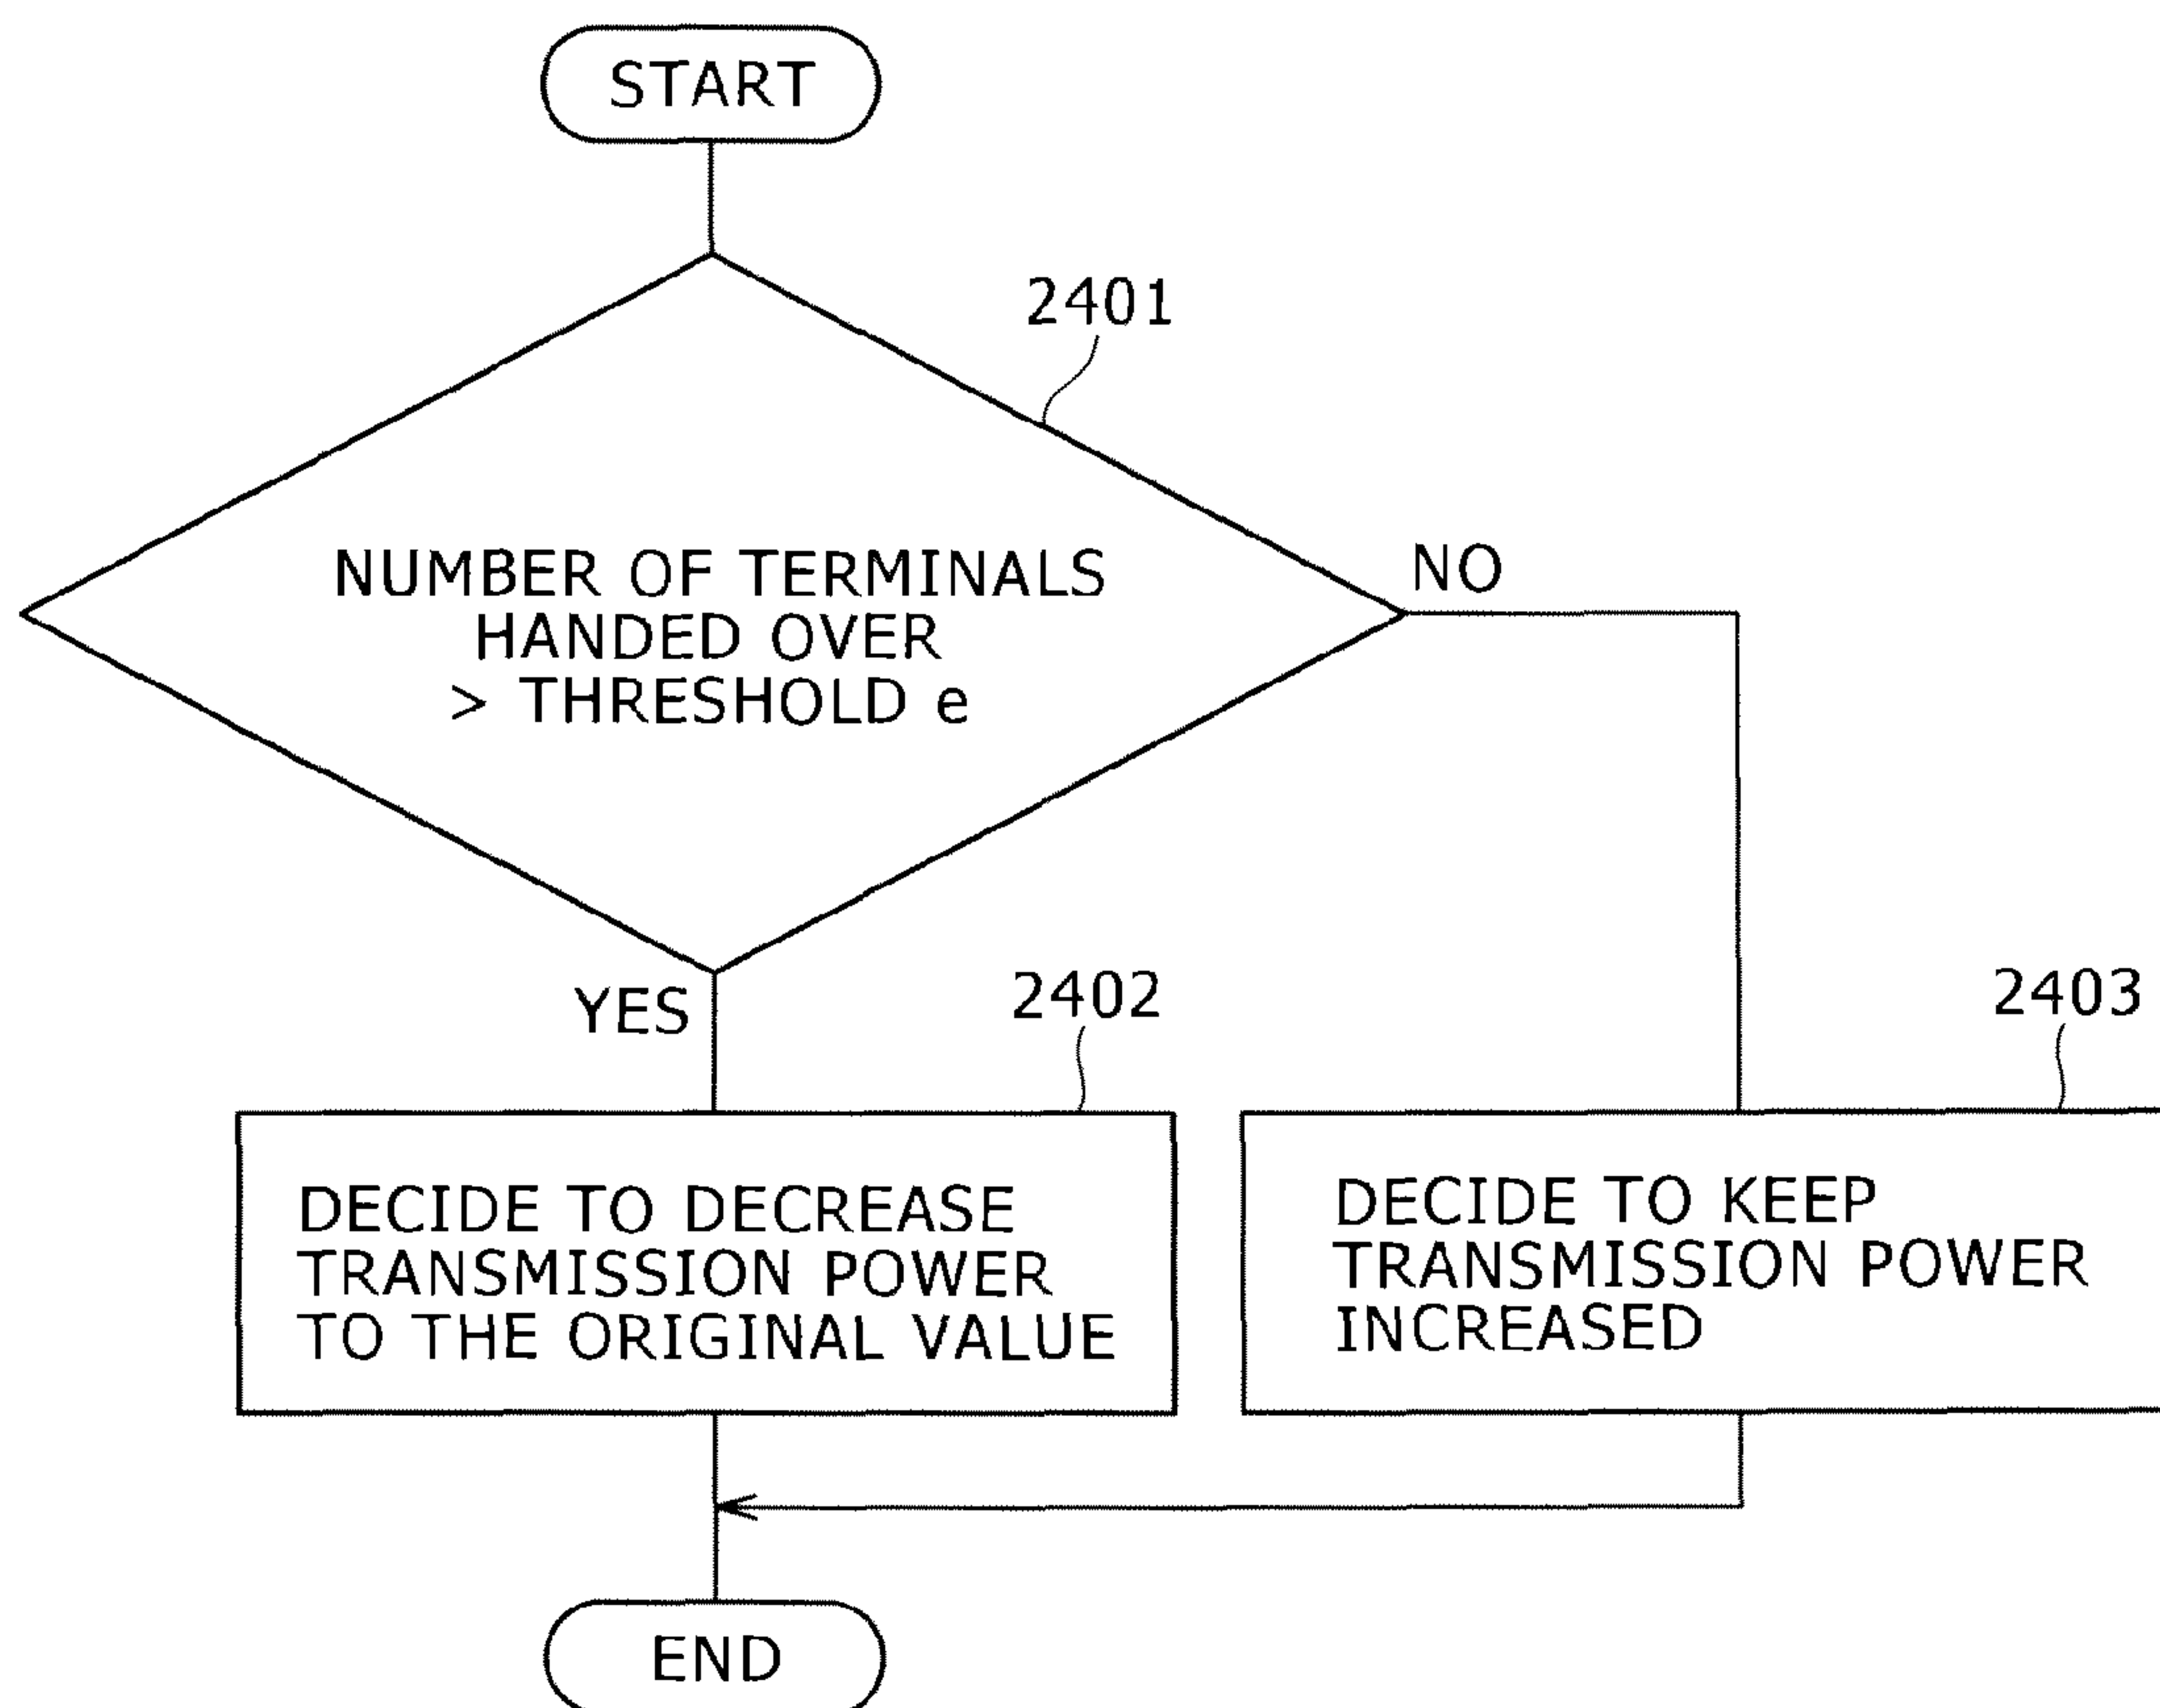 START
2401
NUMBER OF TERMINALS
HANDED OVER
> THRESHOLD e
NO
YES
2402
DECIDE TO DECREASE
TRANSMISSION POWER
TO THE ORIGINAL VALUE
2403
DECIDE TO KEEP
TRANSMISSION POWER
INCREASED
END